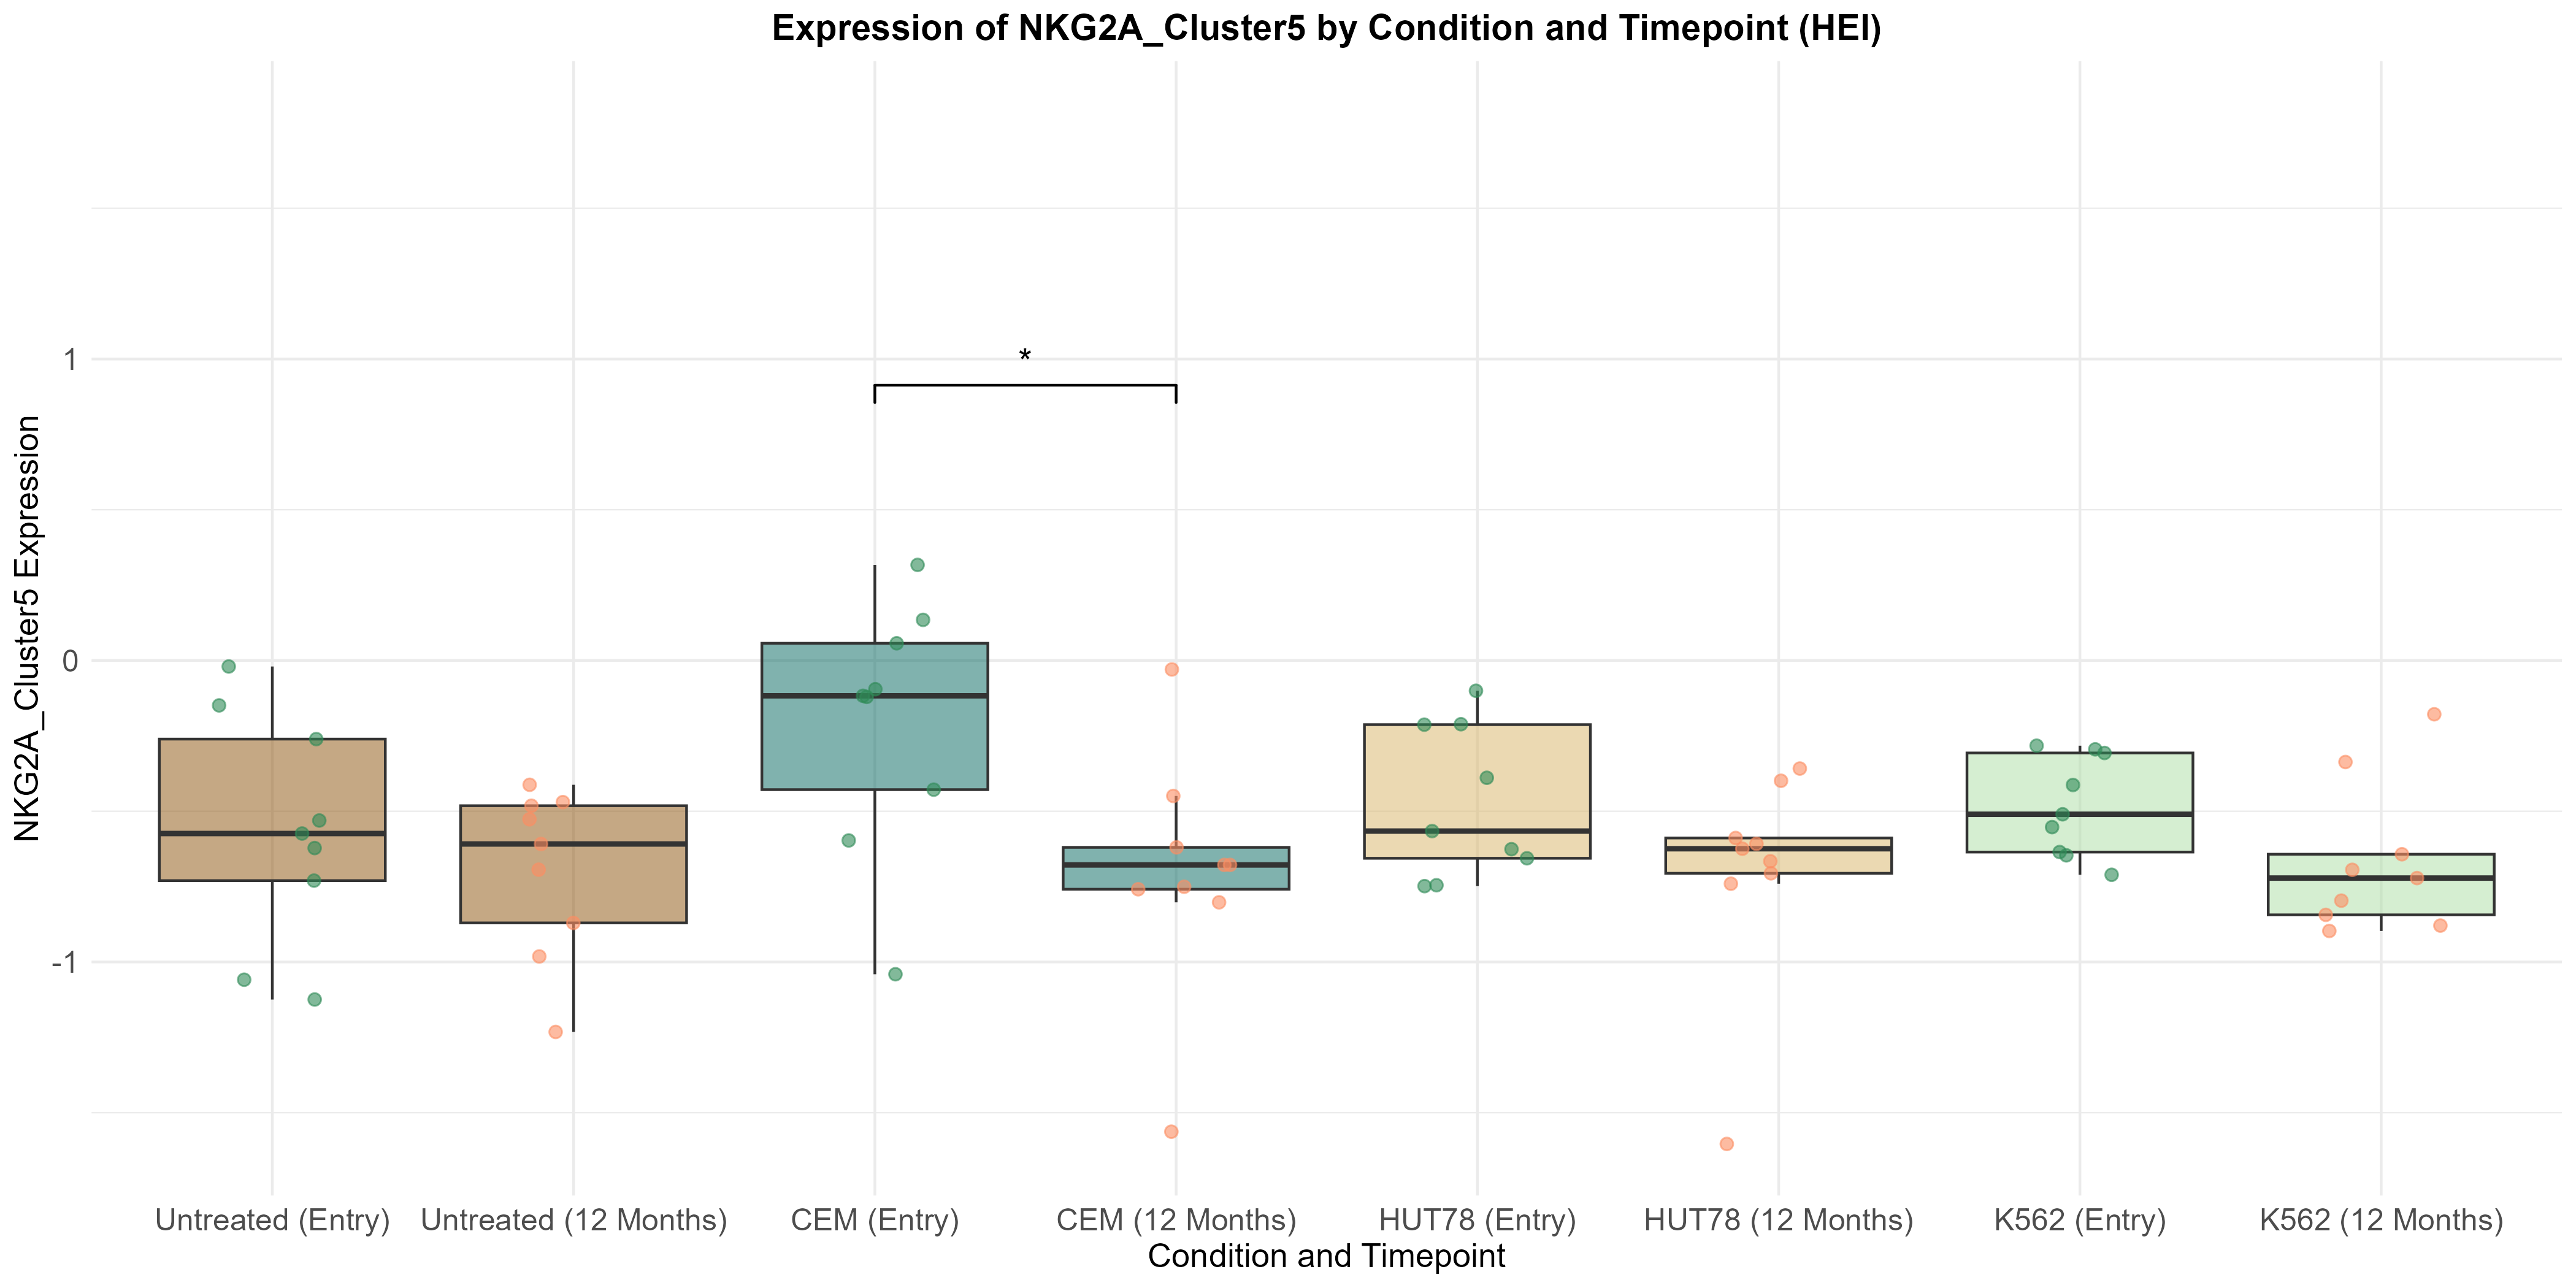 Expression of NKG2A_Cluster5 by Condition and Timepoint (HEI)
NKG2A_Cluster5 Expression
1
0
-1
*
Untreated (Entry)
Untreated (12 Months)
CEM (Entry)
CEM (12 Months)
HUT78 (Entry)
HUT78 (12 Months)
K562 (Entry)
K562 (12 Months)
Condition and Timepoint